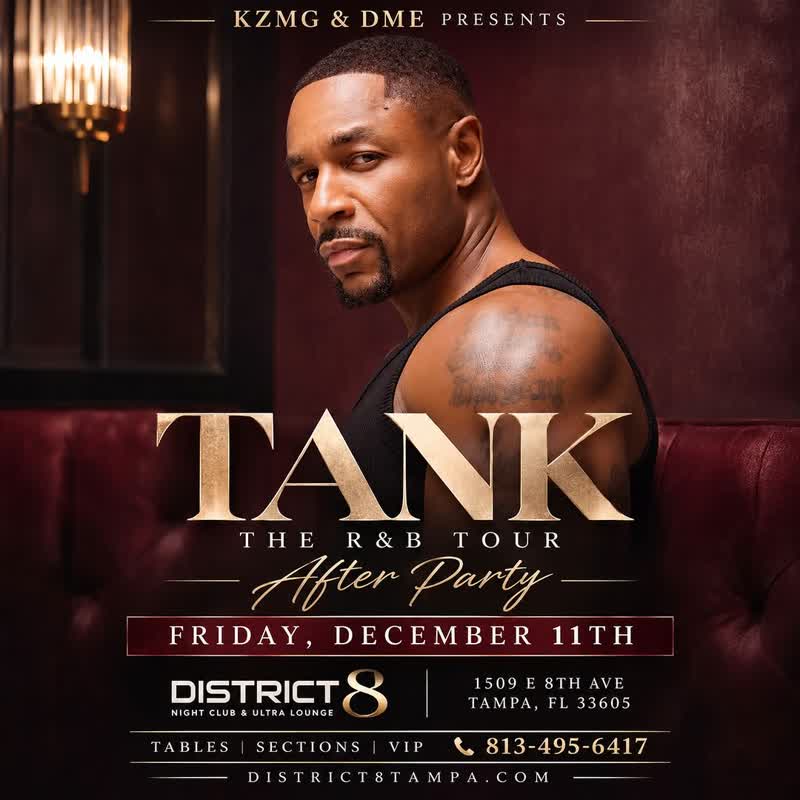 KZMG & DME PRESENTS
TANK
THE R&B TOUR
After Party
FRIDAY, DECEMBER 11TH
DISTRICT 8
NIGHT CLUB & ULTRA LOUNGE
1509 E 8TH AVE
TAMPA, FL 33605
TABLES | SECTIONS | VIP 813-495-6417
DISTRICT8TAMPA.COM